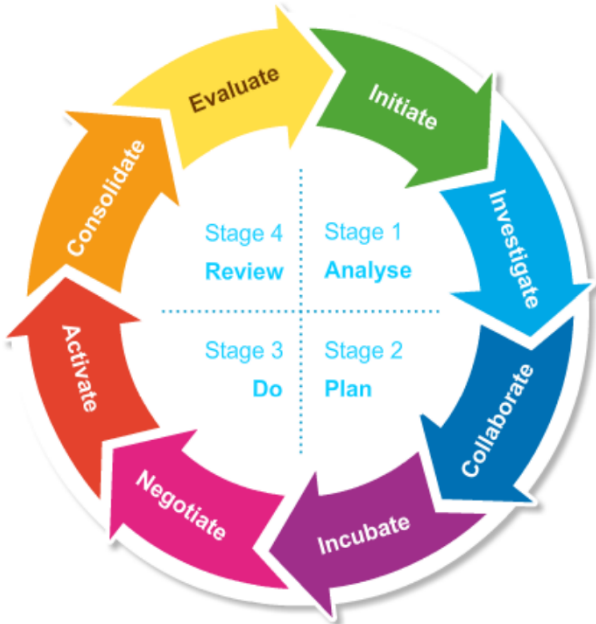 Evaluate
Initiate
Investigate
Collaborate
Incubate
Negotiate
Activate
Consolidate
Stage 4
Review
Stage 1
Analyse
Stage 3
Do
Stage 2
Plan